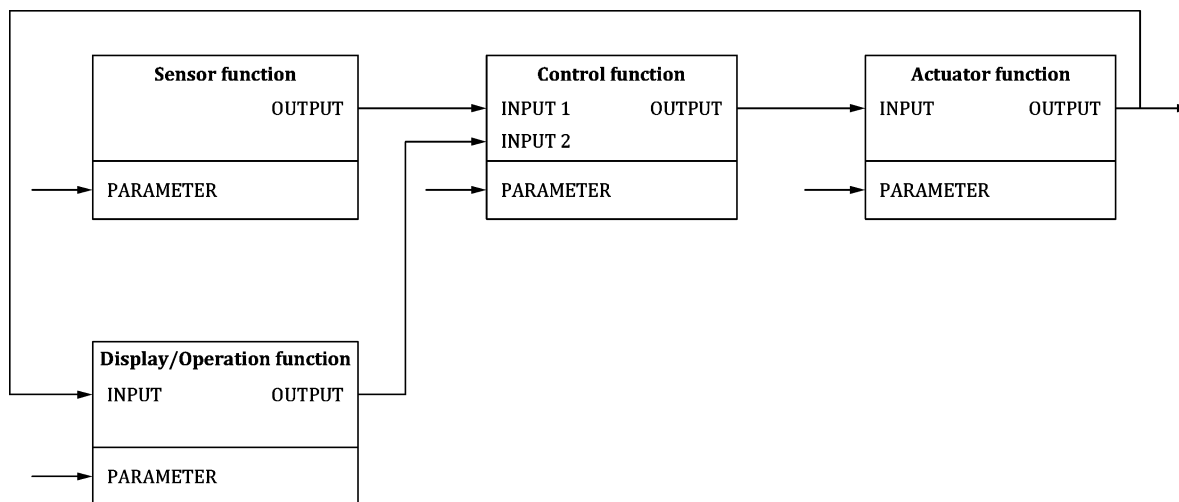 Sensor function
OUTPUT
PARAMETER
Control function
INPUT 1 OUTPUT
INPUT 2
PARAMETER
Actuator function
INPUT OUTPUT
PARAMETER
Display/Operation function
INPUT OUTPUT
PARAMETER